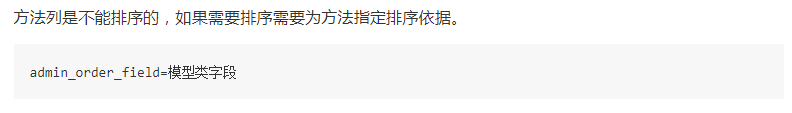 方法列是不能排序的，如果需要排序需要为方法指定排序依据。
admin_order_field=模型类字段